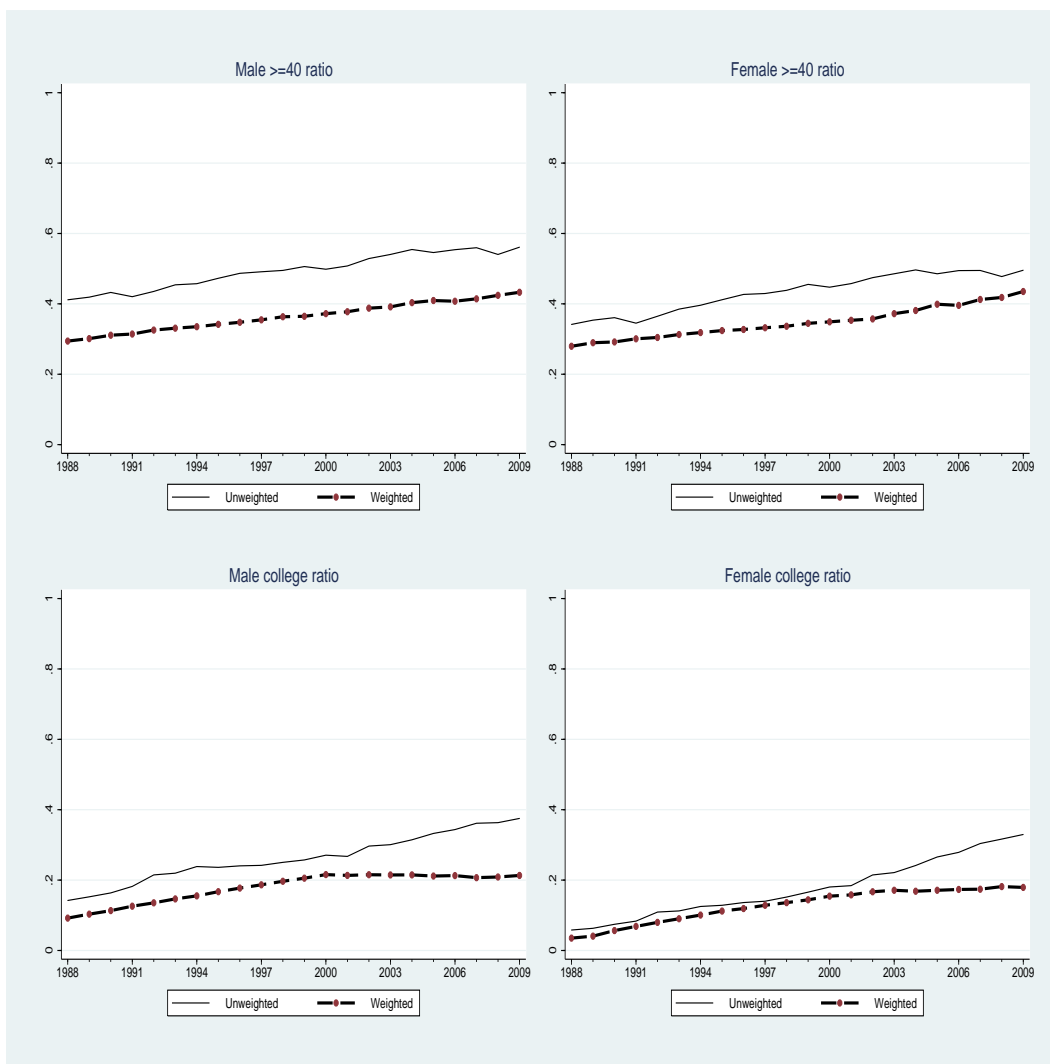 Male >=40 ratio
1
.8
.6
.4
.2
0
1988 1991 1994 1997 2000 2003 2006 2009
Unweighted Weighted
Female >=40 ratio
1
.8
.6
.4
.2
0
1988 1991 1994 1997 2000 2003 2006 2009
Unweighted Weighted
Male college ratio
1
.8
.6
.4
.2
0
1988 1991 1994 1997 2000 2003 2006 2009
Unweighted Weighted
Female college ratio
1
.8
.6
.4
.2
0
1988 1991 1994 1997 2000 2003 2006 2009
Unweighted Weighted